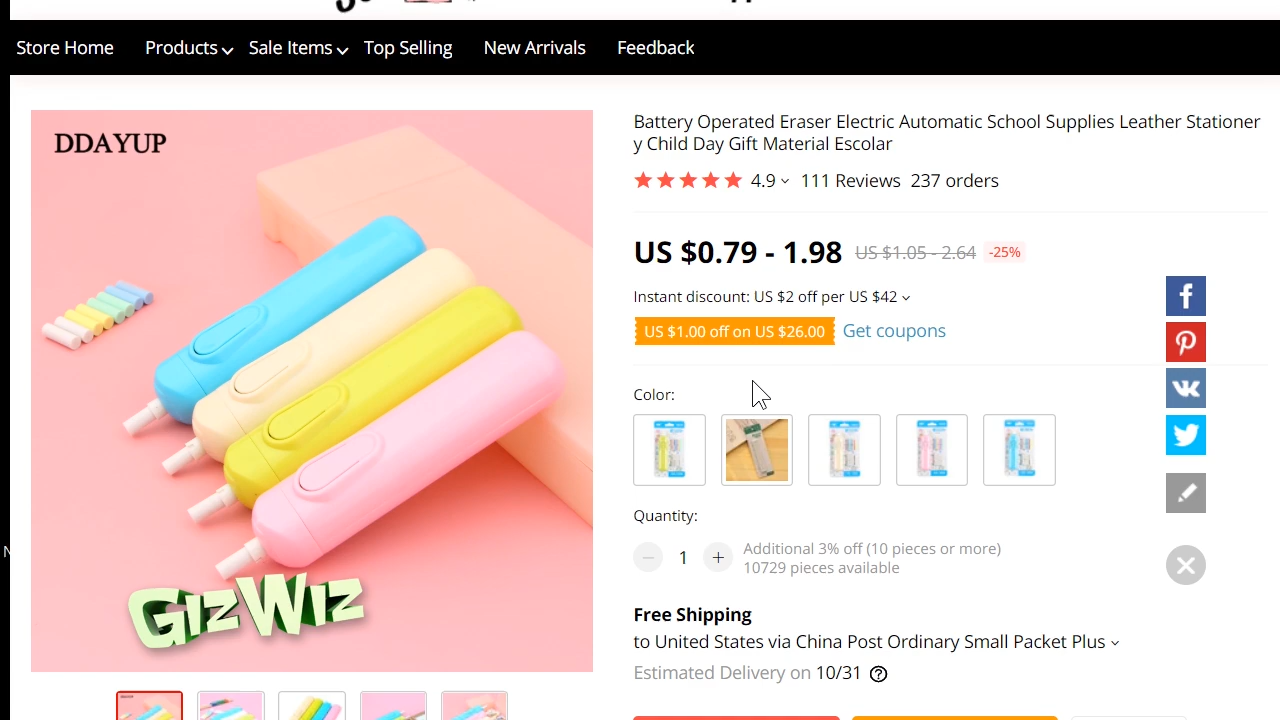 Store Home Products Sale Items Top Selling New Arrivals Feedback
DDAYUP
GizWiz
Battery Operated Eraser Electric Automatic School Supplies Leather Stationer
y Child Day Gift Material Escolar
4.9 111 Reviews 237 orders
US $0.79 - 1.98 US $1.05 - 2.64 -25%
Instant discount: US $2 off per US $42
US $1.00 off on US $26.00 Get coupons
Color:
Quantity:
1
Additional 3% off (10 pieces or more)
10729 pieces available
Free Shipping
to United States via China Post Ordinary Small Packet Plus
Estimated Delivery on 10/31